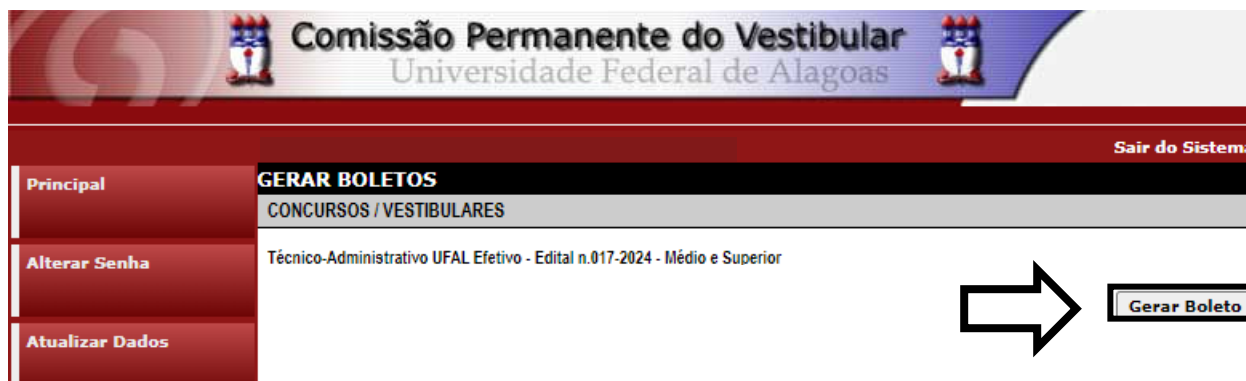 Comissão Permanente do Vestibular
Universidade Federal de Alagoas
Sair do Sistema
Principal
GERAR BOLETOS
CONCURSOS / VESTIBULARES
Alterar Senha
Técnico-Administrativo UFAL Efetivo - Edital n.017-2024 - Médio e Superior
Gerar Boleto
Atualizar Dados